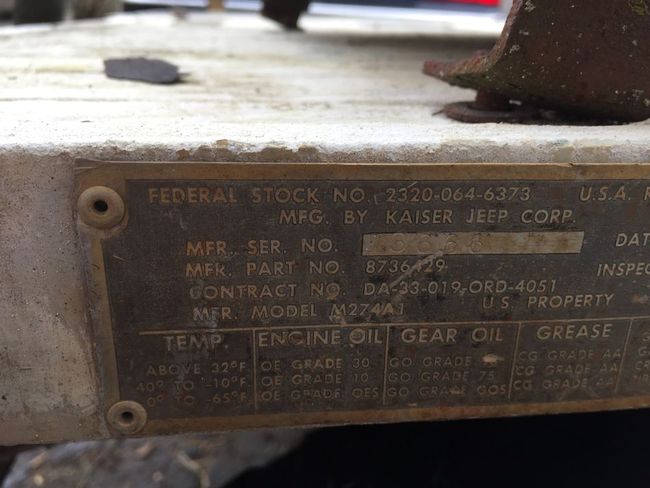 FEDERAL STOCK NO. 2320-064-6373 U.S.A. R
MFG. BY KAISER JEEP CORP.
MFR. SER. NO. DAT
MFR. PART NO. 8736429 INSPEC
CONTRACT NO. DA-33-019-ORD-4051
MFR. MODEL M274A1 U.S. PROPERTY
TEMP. ENGINE OIL GEAR OIL GREASE
ABOVE 32°F OE GRADE 30 GO GRADE CG GRADE AA
40° TO -10°F OE GRADE 10 GO GRADE 75 CG GRADE AA
0° TO -65°F OE GRADE OES GO GRADE GOS CG GRADE AA